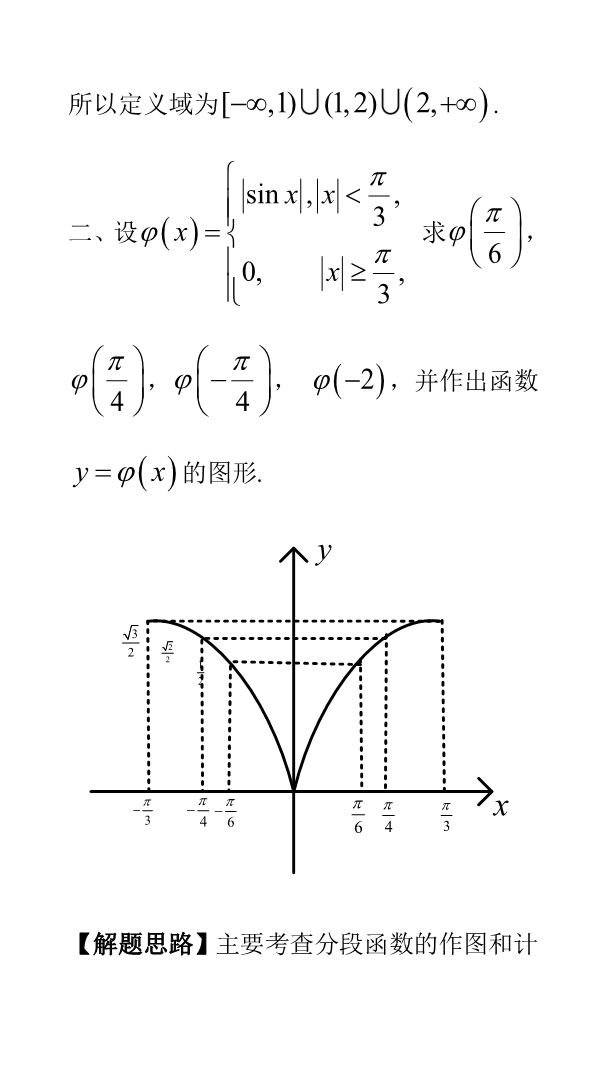 所以定义域为[−∞,1)∪(1,2)∪(2,+∞).
二、设φ(x)={|sin x|,|x|<π/3, 0, |x|≥π/3, 求φ(π/6),
φ(π/4), φ(−π/4), φ(−2),并作出函数
y=φ(x)的图形.
y
√3/2
√2/2
1/2
x
−π/3 −π/4 −π/6 π/6 π/4 π/3
【解题思路】主要考查分段函数的作图和计